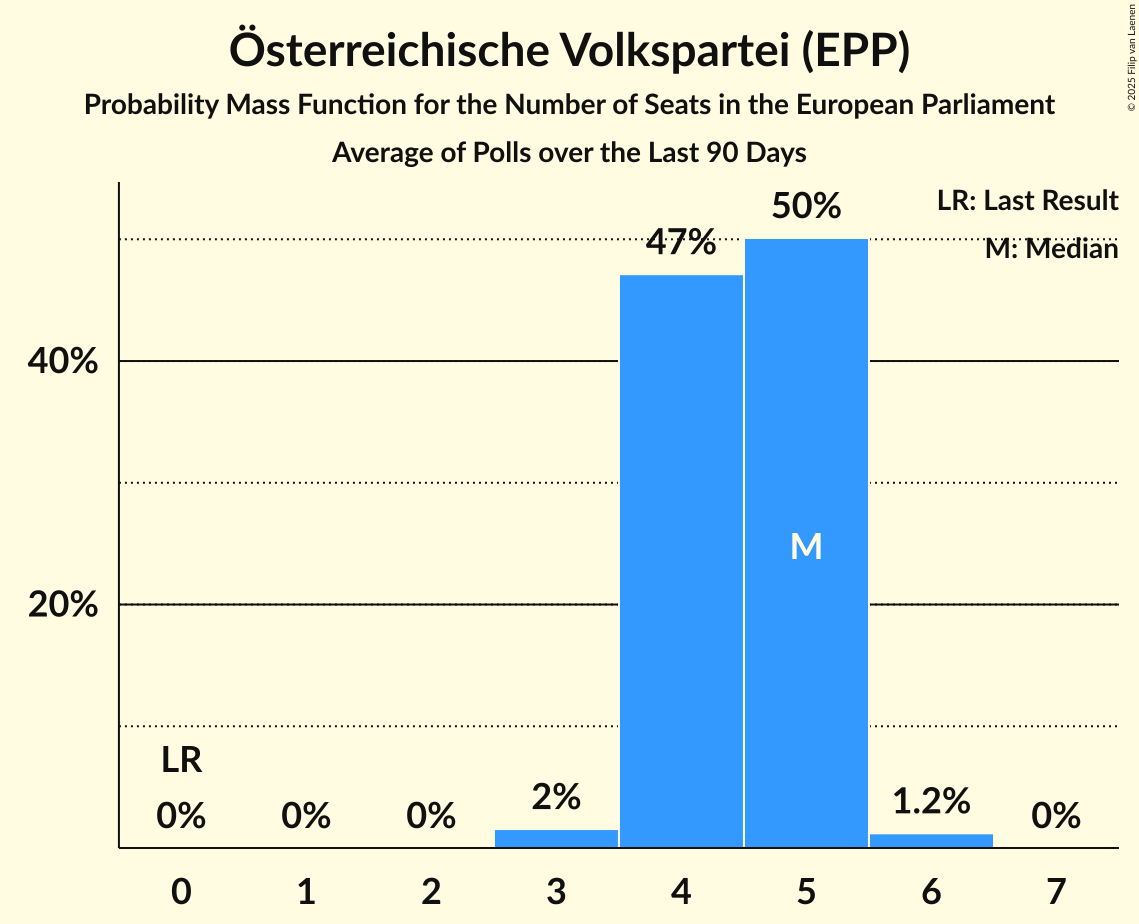 Österreichische Volkspartei (EPP)
Probability Mass Function for the Number of Seats in the European Parliament
Average of Polls over the Last 90 Days
© 2025 Filip van Laenen
LR: Last Result
M: Median
50%
47%
40%
M
20%
LR
0%
0%
0%
2%
1.2%
0%
0 1 2 3 4 5 6 7